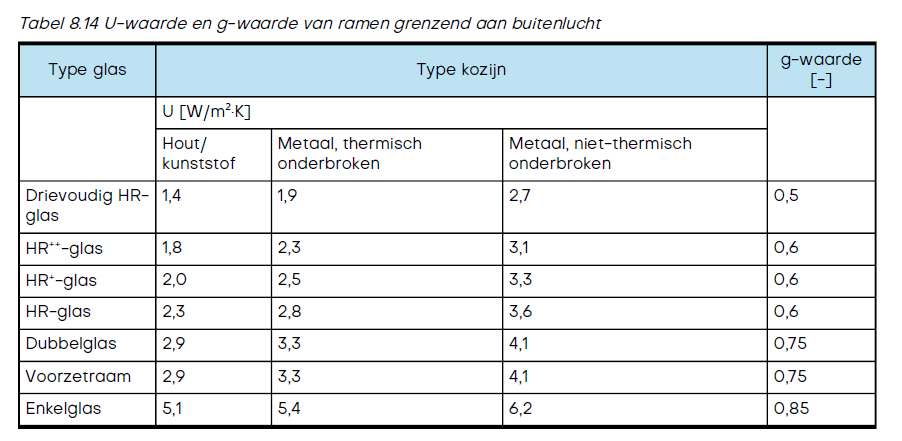 Tabel 8.14 U-waarde en g-waarde van ramen grenzend aan buitenlucht
Type glas Type kozijn g-waarde
[-]
U [W/m²·K]
Hout/ Metaal, thermisch Metaal, niet-thermisch
kunststof onderbroken onderbroken
Drievoudig HR- 1,4 1,9 2,7 0,5
glas
HR⁺⁺-glas 1,8 2,3 3,1 0,6
HR⁺-glas 2,0 2,5 3,3 0,6
HR-glas 2,3 2,8 3,6 0,6
Dubbelglas 2,9 3,3 4,1 0,75
Voorzetraam 2,9 3,3 4,1 0,75
Enkelglas 5,1 5,4 6,2 0,85